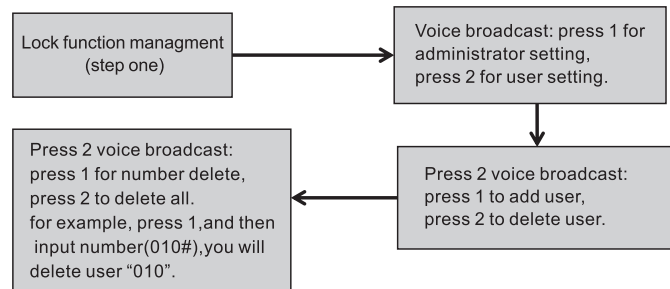 Lock function managment
(step one)
Voice broadcast: press 1 for
administrator setting,
press 2 for user setting.
Press 2 voice broadcast:
press 1 to add user,
press 2 to delete user.
Press 2 voice broadcast:
press 1 for number delete,
press 2 to delete all.
for example, press 1,and then
input number(010#),you will
delete user “010”.